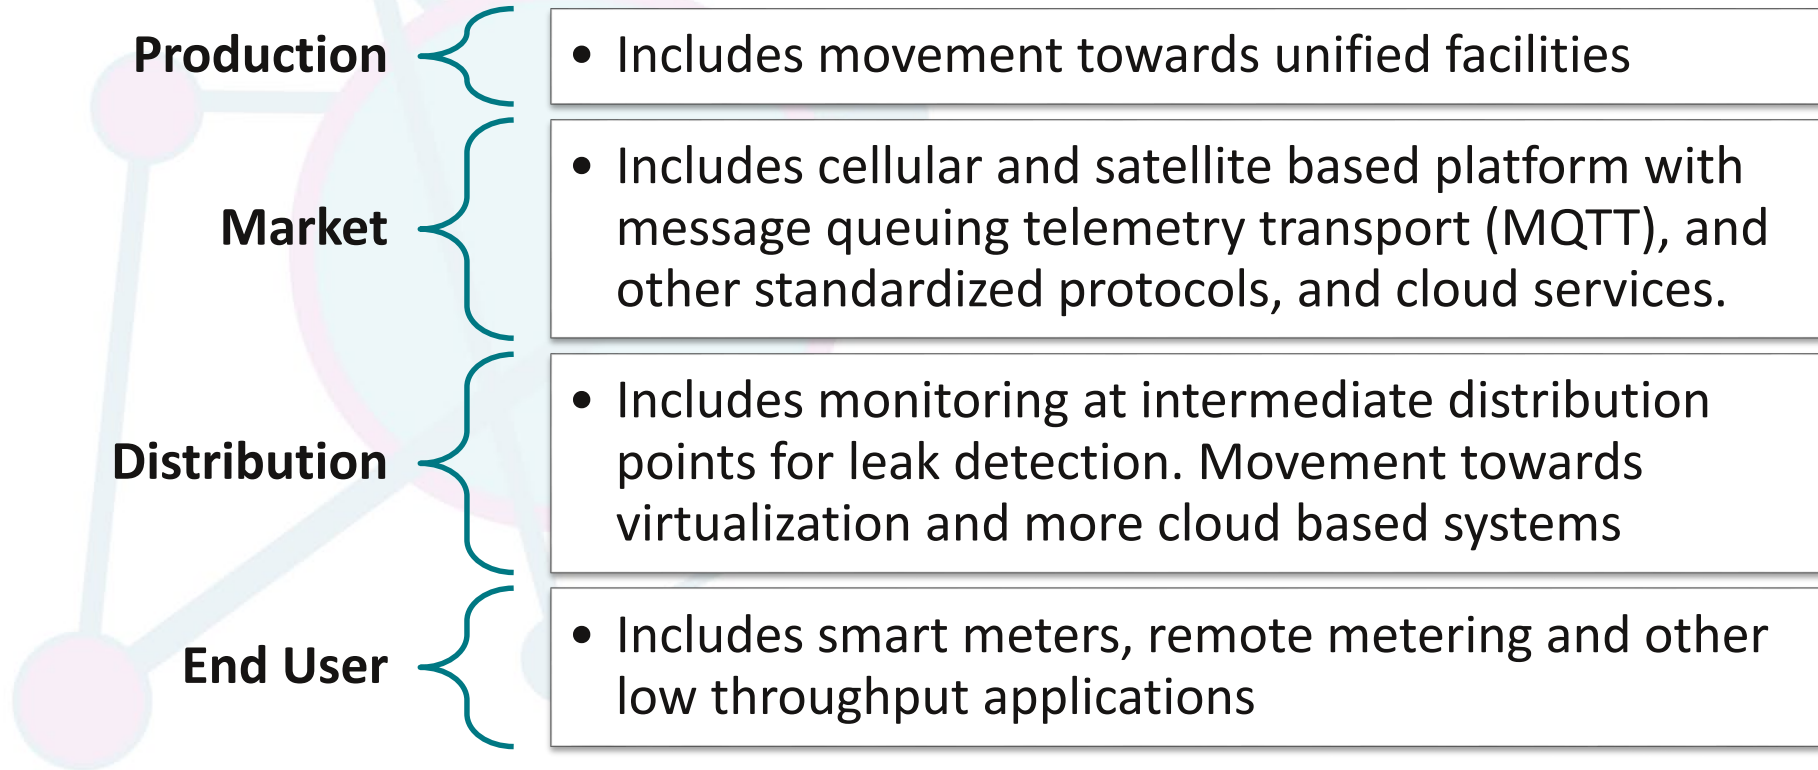 Production
• Includes movement towards unified facilities
Market
• Includes cellular and satellite based platform with
message queuing telemetry transport (MQTT), and
other standardized protocols, and cloud services.
Distribution
• Includes monitoring at intermediate distribution
points for leak detection. Movement towards
virtualization and more cloud based systems
End User
• Includes smart meters, remote metering and other
low throughput applications